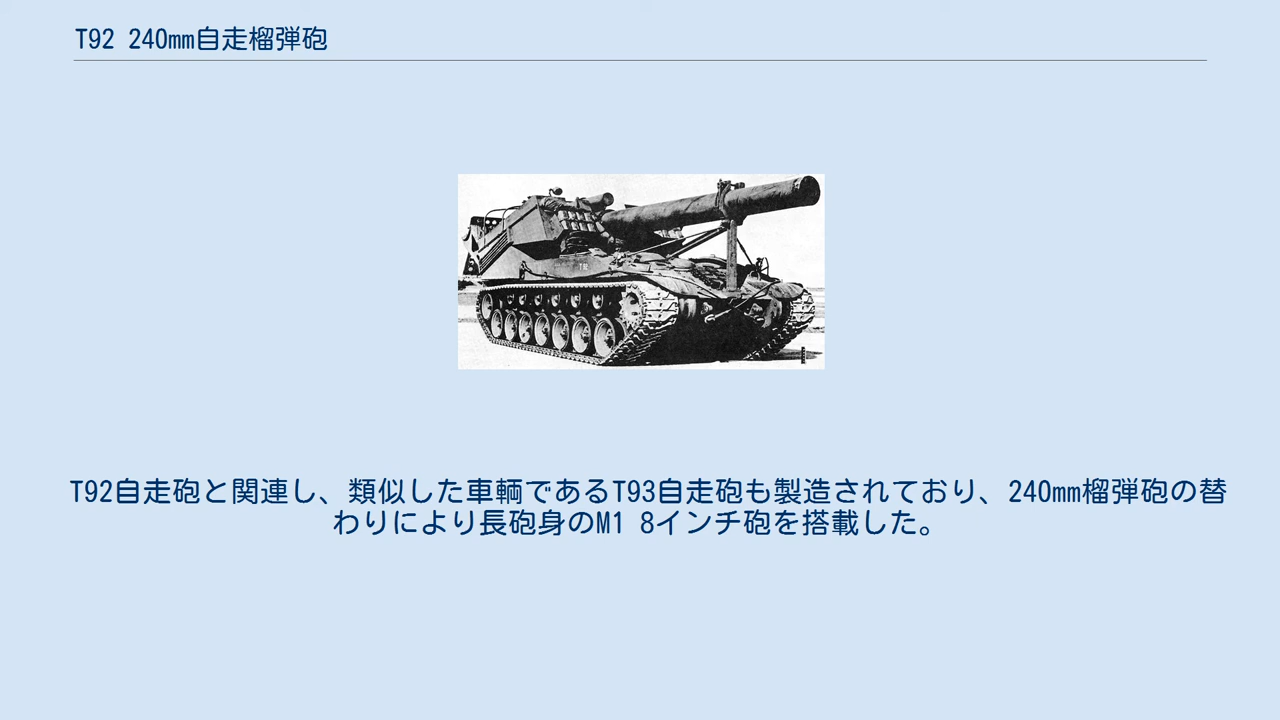 T92 240mm自走榴弾砲
T92自走砲と関連し、類似した車輌であるT93自走砲も製造されており、240mm榴弾砲の替
わりにより長砲身のM1 8インチ砲を搭載した。